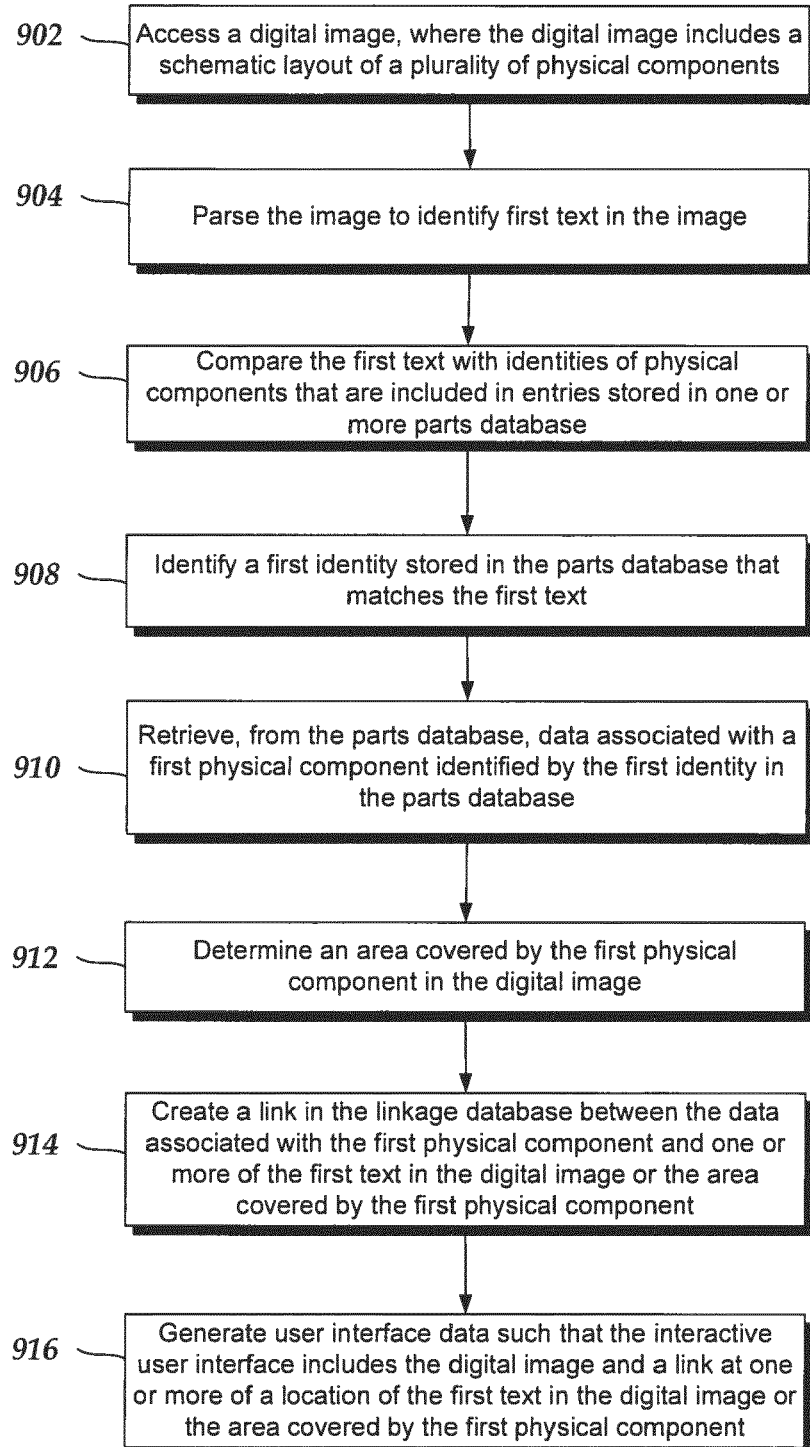 902
Access a digital image, where the digital image includes a
schematic layout of a plurality of physical components
904
Parse the image to identify first text in the image
906
Compare the first text with identities of physical
components that are included in entries stored in one or
more parts database
908
Identify a first identity stored in the parts database that
matches the first text
910
Retrieve, from the parts database, data associated with a
first physical component identified by the first identity in
the parts database
912
Determine an area covered by the first physical
component in the digital image
914
Create a link in the linkage database between the data
associated with the first physical component and one or
more of the first text in the digital image or the area
covered by the first physical component
916
Generate user interface data such that the interactive
user interface includes the digital image and a link at one
or more of a location of the first text in the digital image or
the area covered by the first physical component